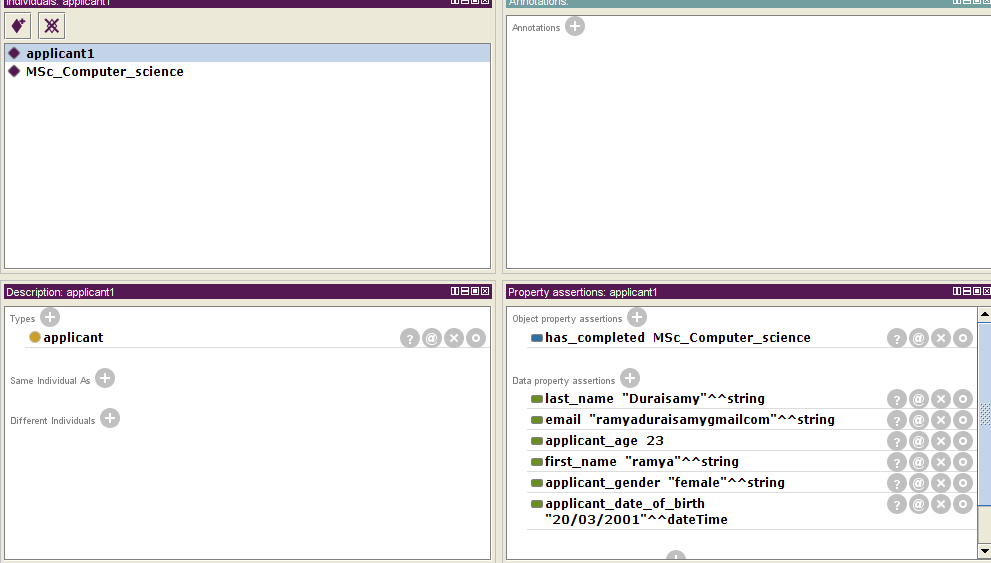 Individuals: applicant1
applicant1
MSc_Computer_science
Annotations:
Annotations
Description: applicant1
Types
applicant
Same Individual As
Different Individuals
Property assertions: applicant1
Object property assertions
has_completed MSc_Computer_science
Data property assertions
last_name "Duraisamy"^^string
email "ramyaduraisamygmailcom"^^string
applicant_age 23
first_name "ramya"^^string
applicant_gender "female"^^string
applicant_date_of_birth
"20/03/2001"^^dateTime